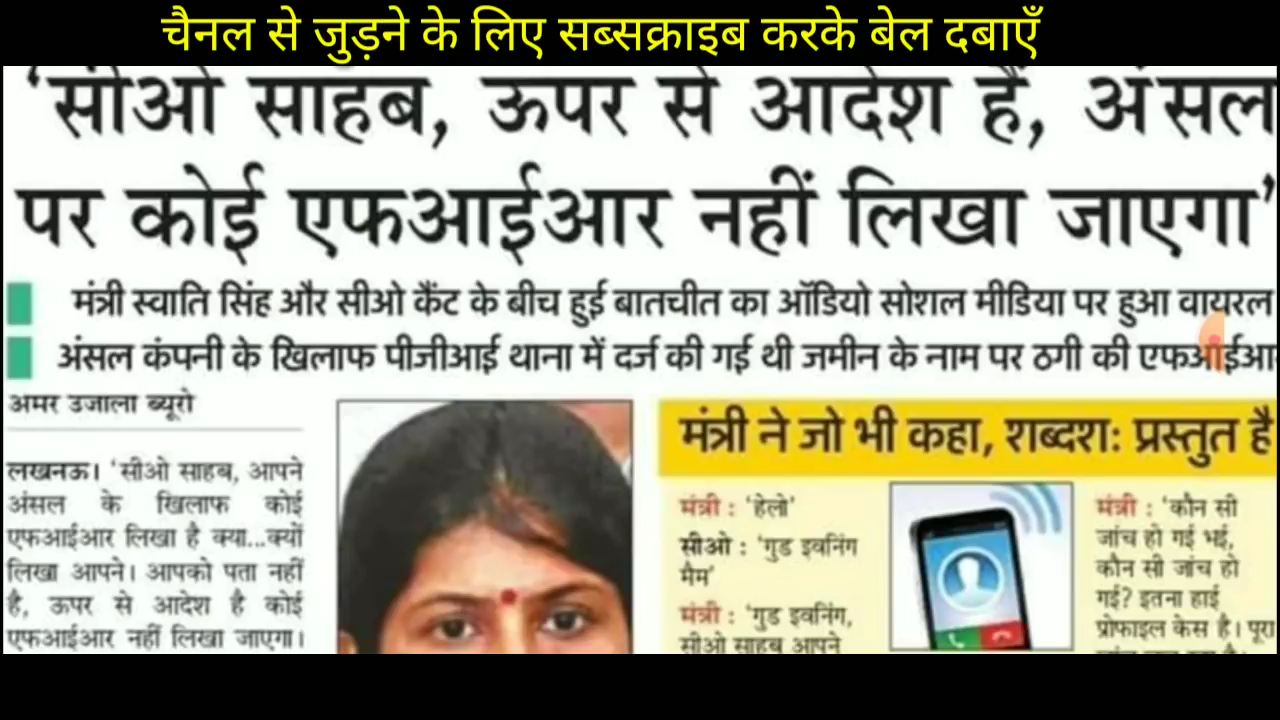 चैनल से जुड़ने के लिए सब्सक्राइब करके बेल दबाएँ
‘सीओ साहब, ऊपर से आदेश हैं, अंसल
पर कोई एफआईआर नहीं लिखा जाएगा’
मंत्री स्वाति सिंह और सीओ कैंट के बीच हुई बातचीत का ऑडियो सोशल मीडिया पर हुआ वायरल
अंसल कंपनी के खिलाफ पीजीआई थाना में दर्ज की गई थी जमीन के नाम पर ठगी की एफआईआ
अमर उजाला ब्यूरो
लखनऊ। ‘सीओ साहब, आपने
अंसल के खिलाफ कोई
एफआईआर लिखा है क्या...क्यों
लिखा आपने। आपको पता नहीं
है, ऊपर से आदेश है कोई
एफआईआर नहीं लिखा जाएगा।
मंत्री ने जो भी कहा, शब्दशः प्रस्तुत है
मंत्री : ‘हेलो’
सीओ : ‘गुड इवनिंग
मैम’
मंत्री : ‘गुड इवनिंग,
सीओ साहब आपने
मंत्री : ‘कौन सी
जांच हो गई भई,
कौन सी जांच हो
गई? इतना हाई
प्रोफाइल केस है। पूरा